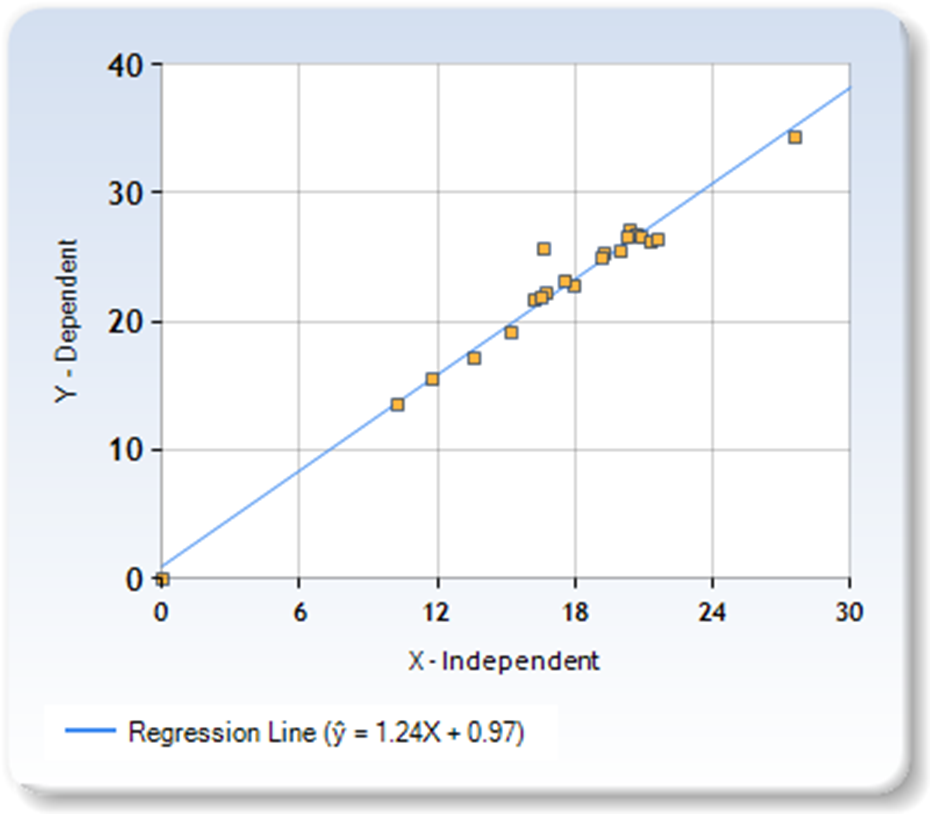 40
30
20
10
0
Y - Dependent
0 6 12 18 24 30
X - Independent
Regression Line (ŷ = 1.24X + 0.97)